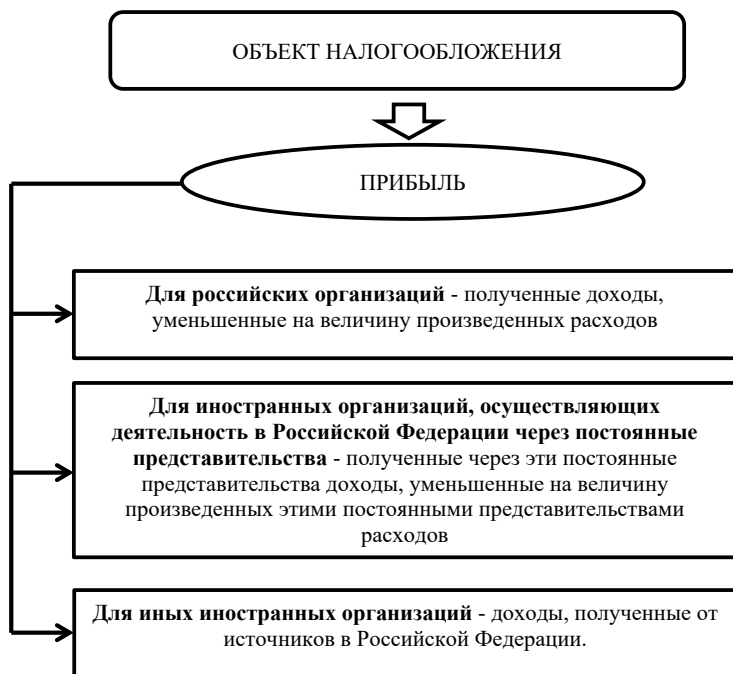 ОБЪЕКТ НАЛОГООБЛОЖЕНИЯ
ПРИБЫЛЬ
Для российских организаций - полученные доходы,
уменьшенные на величину произведенных расходов
Для иностранных организаций, осуществляющих
деятельность в Российской Федерации через постоянные
представительства - полученные через эти постоянные
представительства доходы, уменьшенные на величину
произведенных этими постоянными представительствами
расходов
Для иных иностранных организаций - доходы, полученные от
источников в Российской Федерации.